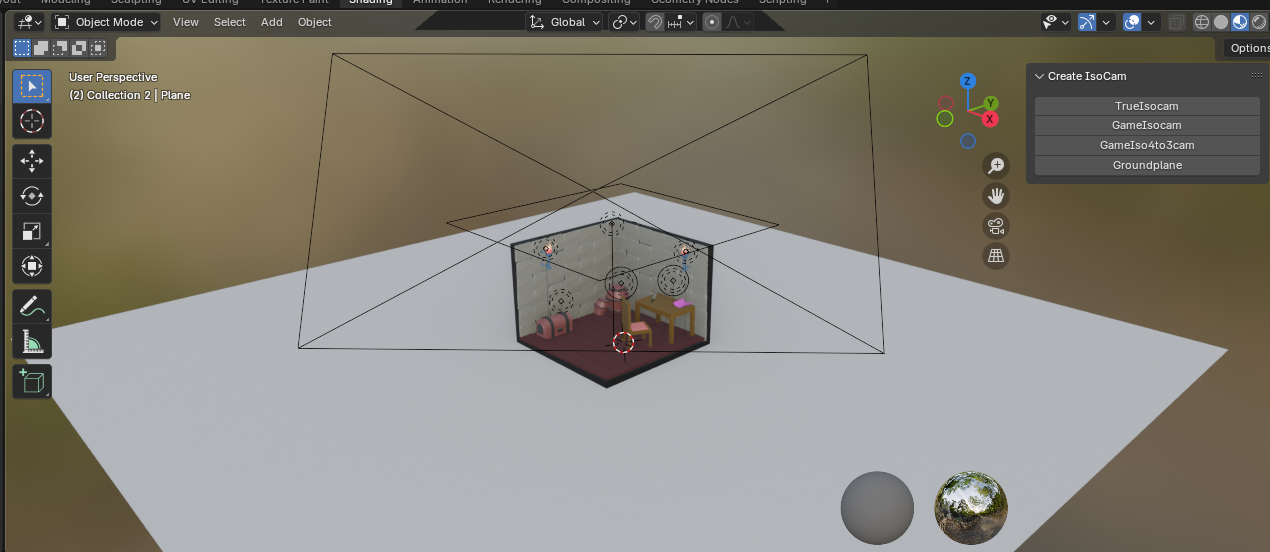 Modeling
Sculpting
UV Editing
Texture Paint
Shading
Animation
Rendering
Compositing
Geometry Nodes
Scripting
+
Object Mode
View
Select
Add
Object
Global
Options
User Perspective
(2) Collection 2 | Plane
Z
Y
X
Create IsoCam
TrueIsocam
GameIsocam
GameIso4to3cam
Groundplane